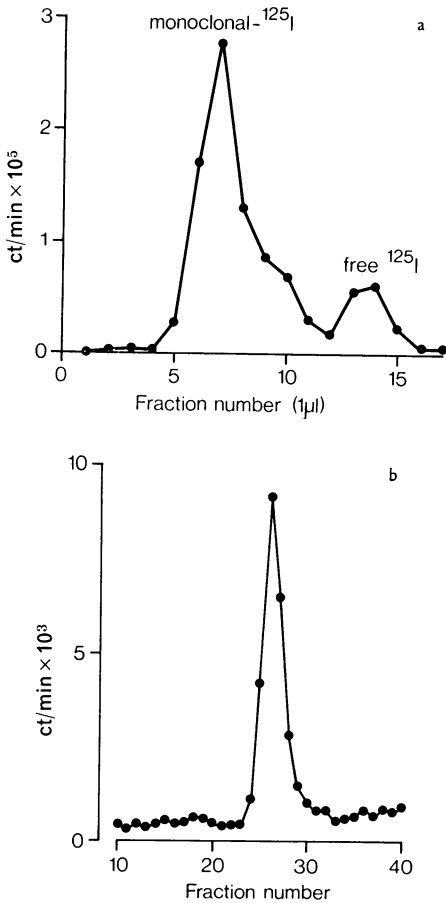 monoclonal-¹²⁵I
a
3
2
1
0
ct/min × 10⁵
free ¹²⁵I
0 5 10 15
Fraction number (1μl)
b
10
5
0
ct/min × 10³
10 20 30 40
Fraction number